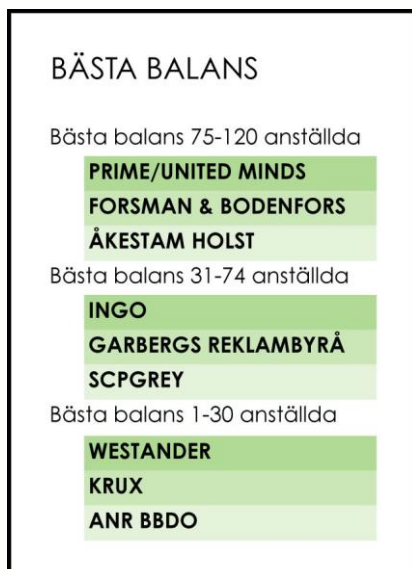 BÄSTA BALANS
Bästa balans 75-120 anställda
PRIME/UNITED MINDS
FORSMAN & BODENFORS
ÅKESTAM HOLST
Bästa balans 31-74 anställda
INGO
GARBERGS REKLAMBYRÅ
SCPGREY
Bästa balans 1-30 anställda
WESTANDER
KRUX
ANR BBDO